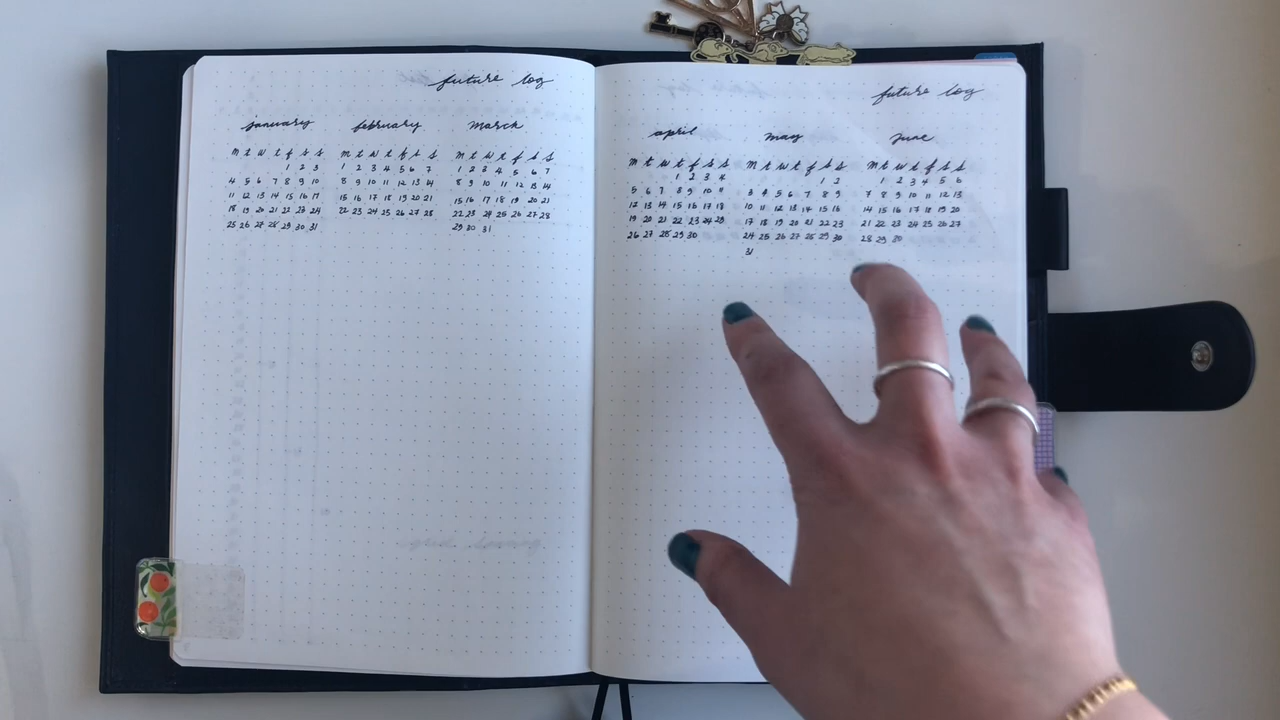 future log
january february march
m t w t f s s m t w t f s s m t w t f s s
1 2 3 1 2 3 4 5 6 7 1 2 3 4 5 6 7
4 5 6 7 8 9 10 8 9 10 11 12 13 14 8 9 10 11 12 13 14
11 12 13 14 15 16 17 15 16 17 18 19 20 21 15 16 17 18 19 20 21
18 19 20 21 22 23 24 22 23 24 25 26 27 28 22 23 24 25 26 27 28
25 26 27 28 29 30 31 29 30 31
future log
april may june
m t w t f s s m t w t f s s m t w t f s s
1 2 3 4 1 2 1 2 3 4 5 6
5 6 7 8 9 10 11 3 4 5 6 7 8 9 7 8 9 10 11 12 13
12 13 14 15 16 17 18 10 11 12 13 14 15 16 14 15 16 17 18 19 20
19 20 21 22 23 24 25 17 18 19 20 21 22 23 21 22 23 24 25 26 27
26 27 28 29 30 24 25 26 27 28 29 30 28 29 30
31